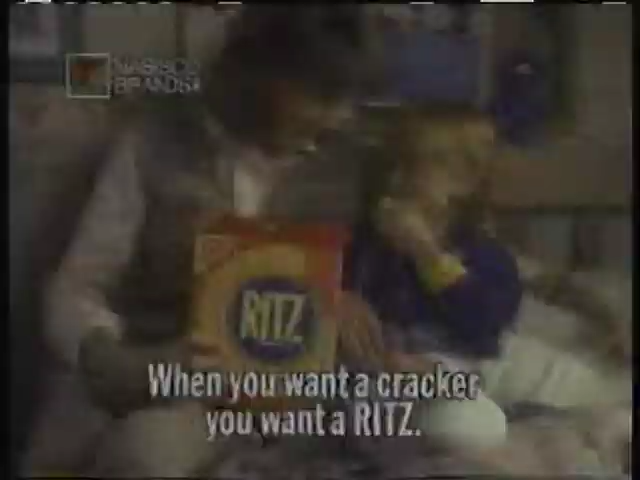 NABISCO
BRANDS
RITZ
When you want a cracker,
you want a RITZ.